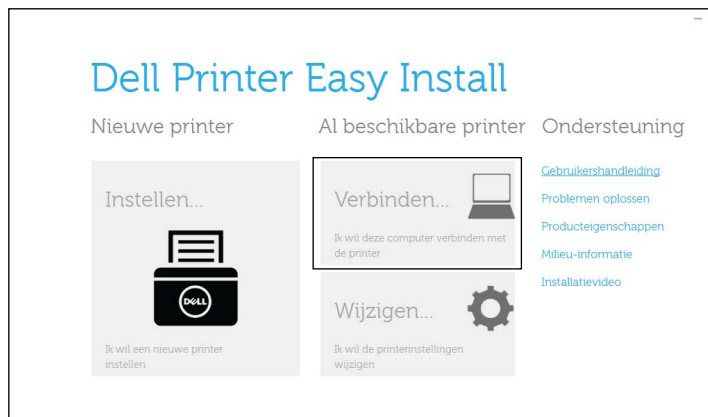 Dell Printer Easy Install
Nieuwe printer
Instellen...
DELL
Ik wil een nieuwe printer
instellen
Al beschikbare printer
Verbinden...
Ik wil deze computer verbinden met
de printer
Wijzigen...
Ik wil de printerinstellingen
wijzigen
Ondersteuning
Gebruikershandleiding
Problemen oplossen
Producteigenschappen
Milieu-informatie
Installatievideo